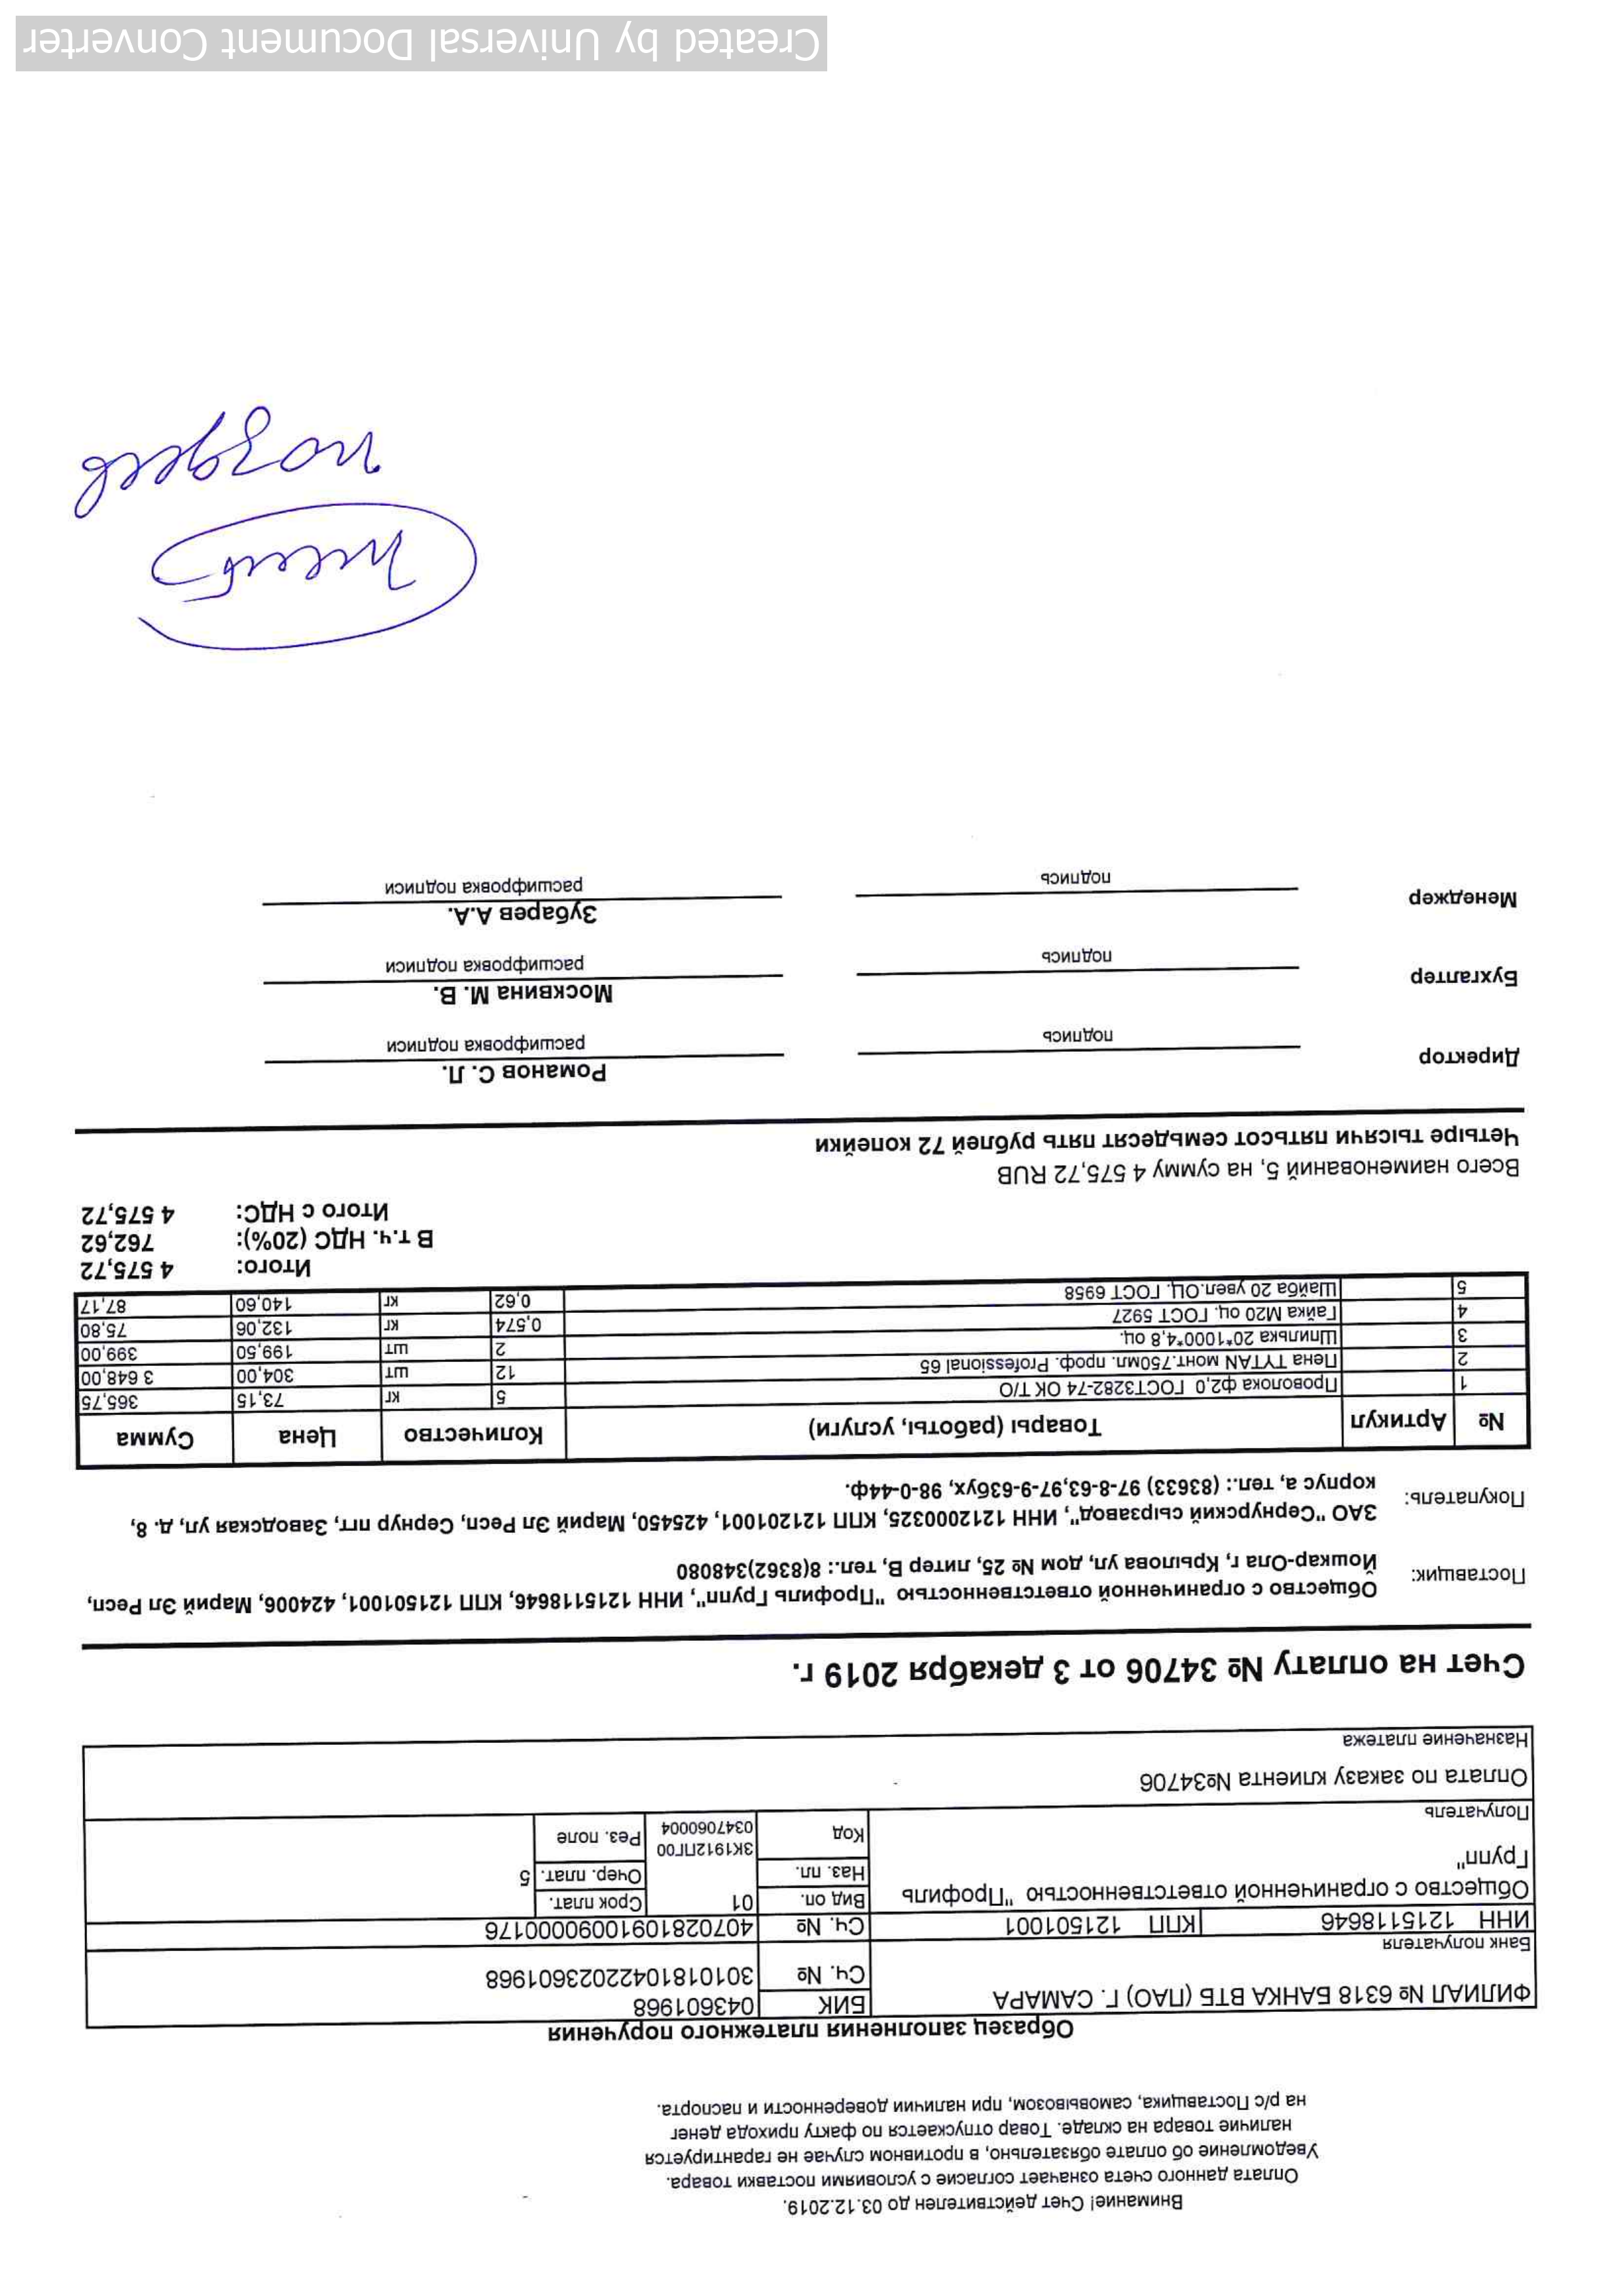 Внимание! Счет действителен до 03.12.2019.
Оплата данного счета означает согласие с условиями поставки товара.
Уведомление об оплате обязательно, в противном случае не гарантируется
наличие товара на складе. Товар отпускается по факту прихода денег
на р/с Поставщика, самовывозом, при наличии доверенности и паспорта.
Образец заполнения платежного поручения
ФИЛИАЛ № 6318 БАНКА ВТБ (ПАО) Г. САМАРА БИК 043601968
Сч. № 30101810422023601968
Банк получателя
ИНН 1215118646 КПП 121501001 Сч. № 40702810910090000176
Общество с ограниченной ответственностью "Профиль Вид оп. 01 Срок плат.
Групп" Наз. пл. Очер. плат. 5
Код ЗК1912ПГ00 Рез. поле
0347060004
Получатель
Оплата по заказу клиента №34706
Назначение платежа
Счет на оплату № 34706 от 3 декабря 2019 г.
Поставщик: Общество с ограниченной ответственностью "Профиль Групп", ИНН 1215118646, КПП 121501001, 424006, Марий Эл Респ,
Йошкар-Ола г, Крылова ул, дом № 25, литер В, тел.: 8(8362)348080
Покупатель: ЗАО "Сернурский сырзавод", ИНН 1212000325, КПП 121201001, 425450, Марий Эл Респ, Сернур пгт, Заводская ул, д. 8,
корпус а, тел.: (83633) 97-8-63,97-9-63бух, 98-0-44ф.
№ Артикул Товары (работы, услуги) Количество Цена Сумма
1 Проволока ф2,0 ГОСТ3282-74 ОК Т/О 5 кг 73,15 365,75
2 Пена TYTAN монт.750мл. проф. Professional 65 12 шт 304,00 3 648,00
3 Шпилька 20*1000*4,8 оц. 2 шт 199,50 399,00
4 Гайка М20 оц. ГОСТ 5927 0,574 кг 132,06 75,80
5 Шайба 20 увел.ОЦ. ГОСТ 6958 0,62 кг 140,60 87,17
Итого: 4 575,72
В т.ч. НДС (20%): 762,62
Итого с НДС: 4 575,72
Всего наименований 5, на сумму 4 575,72 RUB
Четыре тысячи пятьсот семьдесят пять рублей 72 копейки
Директор Романов С. Л.
подпись расшифровка подписи
Бухгалтер Москвина М. В.
подпись расшифровка подписи
Менеджер Зубарев А.А.
подпись расшифровка подписи
Created by Universal Document Converter